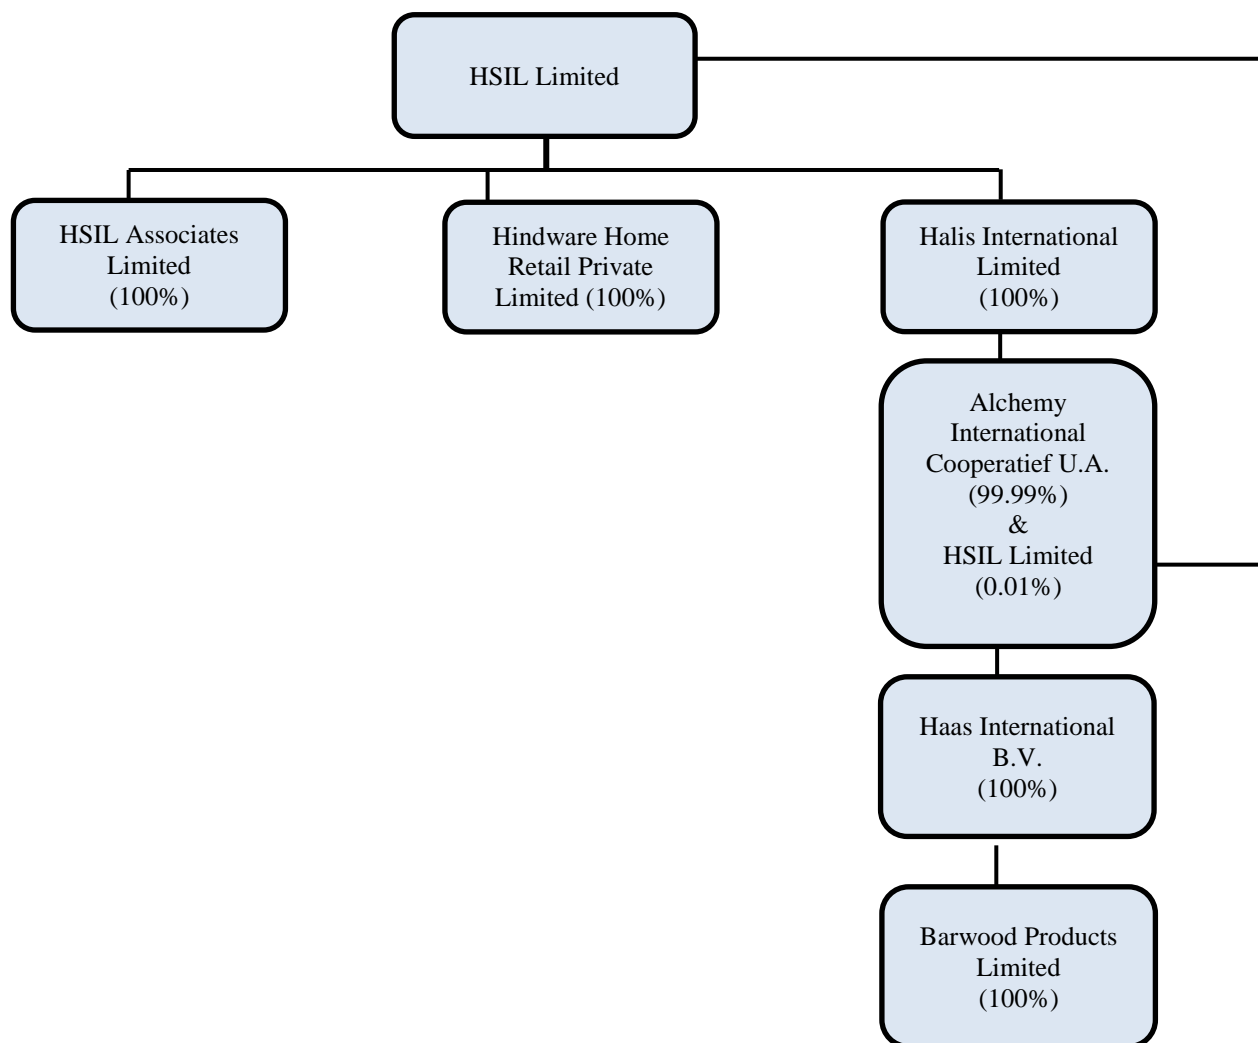 HSIL Limited
HSIL Associates
Limited
(100%)
Hindware Home
Retail Private
Limited (100%)
Halis International
Limited
(100%)
Alchemy
International
Cooperatief U.A.
(99.99%)
&
HSIL Limited
(0.01%)
Haas International
B.V.
(100%)
Barwood Products
Limited
(100%)